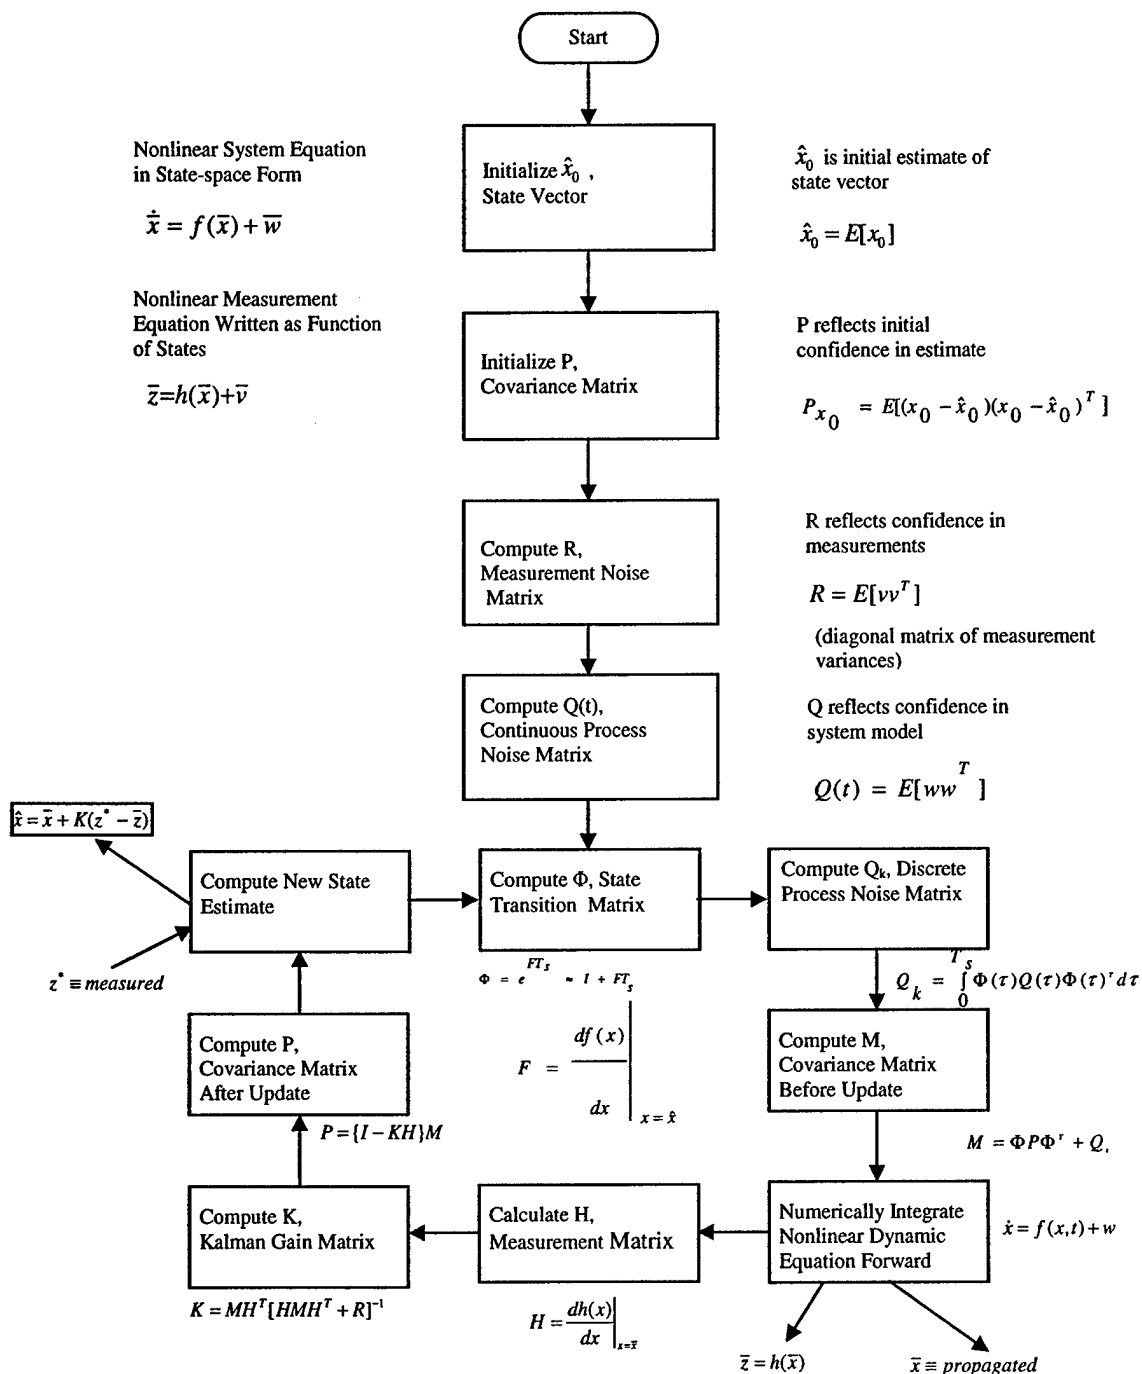 Start
Nonlinear System Equation
in State-space Form
ẋ̄ = f(x̄) + w̄
Initialize x̂₀ ,
State Vector
x̂₀ is initial estimate of
state vector
x̂₀ = E[x₀]
Nonlinear Measurement
Equation Written as Function
of States
z̄=h(x̄)+v̄
Initialize P,
Covariance Matrix
P reflects initial
confidence in estimate
P_x₀ = E[(x₀ - x̂₀)(x₀ - x̂₀)ᵀ]
Compute R,
Measurement Noise
Matrix
R reflects confidence in
measurements
R = E[vvᵀ]
(diagonal matrix of measurement
variances)
Compute Q(t),
Continuous Process
Noise Matrix
Q reflects confidence in
system model
Q(t) = E[wwᵀ]
x̂ = x̄ + K(z* - z̄)
Compute New State
Estimate
z* ≡ measured
Compute Φ, State
Transition Matrix
Φ = e^FTₛ ≈ I + FTₛ
F = df(x)/dx |x = x̂
Compute Qₖ, Discrete
Process Noise Matrix
Qₖ = ∫₀^Tₛ Φ(τ)Q(τ)Φ(τ)ᵀdτ
Compute P,
Covariance Matrix
After Update
P = {I – KH}M
Compute M,
Covariance Matrix
Before Update
M = ΦPΦᵀ + Q
Compute K,
Kalman Gain Matrix
K = MHᵀ[HMHᵀ + R]⁻¹
Calculate H,
Measurement Matrix
H = dh(x)/dx |x=x̄
Numerically Integrate
Nonlinear Dynamic
Equation Forward
ẋ = f(x,t) + w
z̄ = h(x̄)
x̄ ≡ propagated